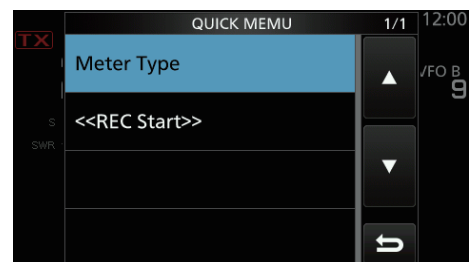 QUICK MEMU 1/1 12:00
TX
Meter Type
VFO B
9
<<REC Start>>
S
SWR